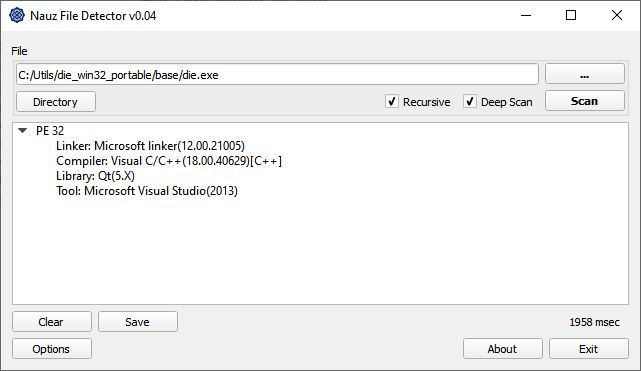 Nauz File Detector v0.04
File
C:/Utils/die_win32_portable/base/die.exe
...
Directory
Recursive
Deep Scan
Scan
PE 32
Linker: Microsoft linker(12.00.21005)
Compiler: Visual C/C++(18.00.40629)[C++]
Library: Qt(5.X)
Tool: Microsoft Visual Studio(2013)
Clear
Save
1958 msec
Options
About
Exit